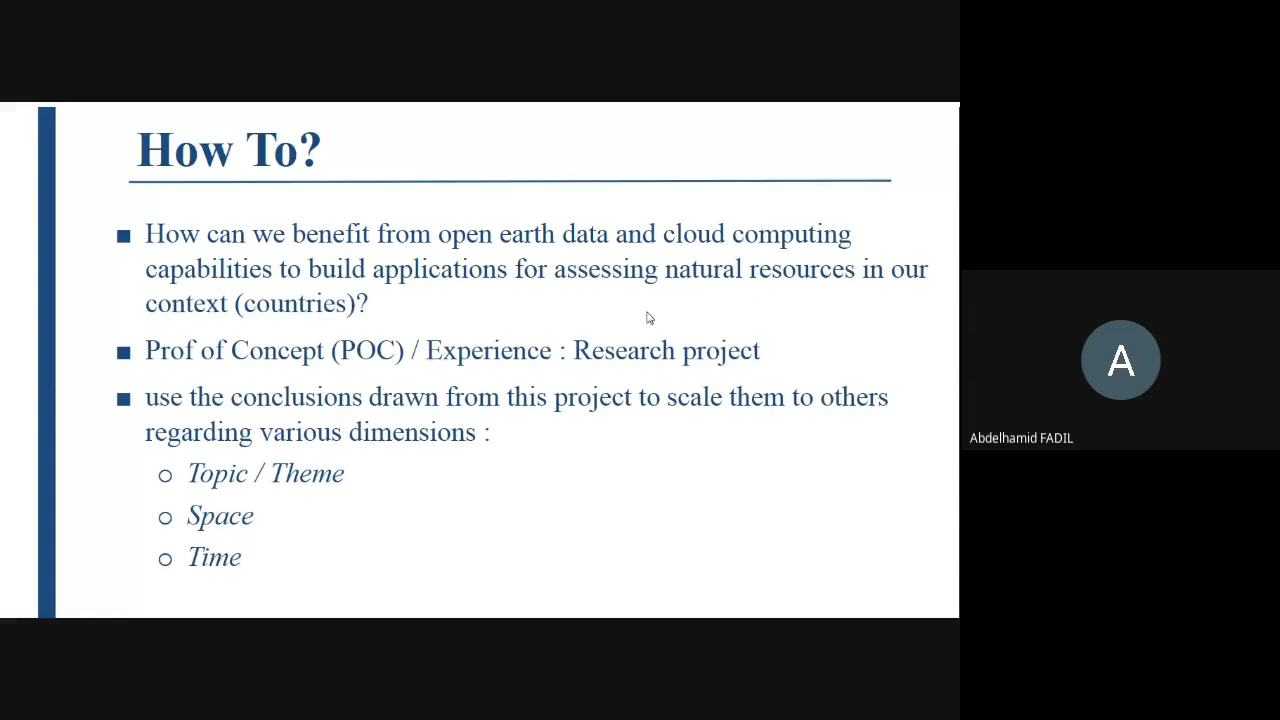 How To?
■ How can we benefit from open earth data and cloud computing
capabilities to build applications for assessing natural resources in our
context (countries)?
■ Prof of Concept (POC) / Experience : Research project
■ use the conclusions drawn from this project to scale them to others
regarding various dimensions :
o Topic / Theme
o Space
o Time
A
Abdelhamid FADIL